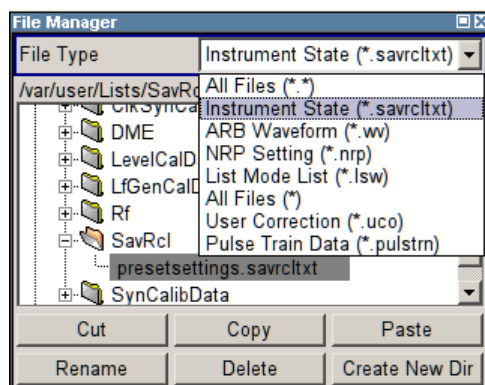 File Manager
File Type
Instrument State (*.savrcltxt)
/var/user/Lists/SavRc
All Files (*.*)
Instrument State (*.savrcltxt)
ARB Waveform (*.wv)
NRP Setting (*.nrp)
List Mode List (*.lsw)
All Files (*)
User Correction (*.uco)
Pulse Train Data (*.pulstrn)
ClkSynCa
DME
LevelCalD
LfGenCalD
Rf
SavRcl
presetsettings.savrcltxt
SynCalibData
Cut
Copy
Paste
Rename
Delete
Create New Dir